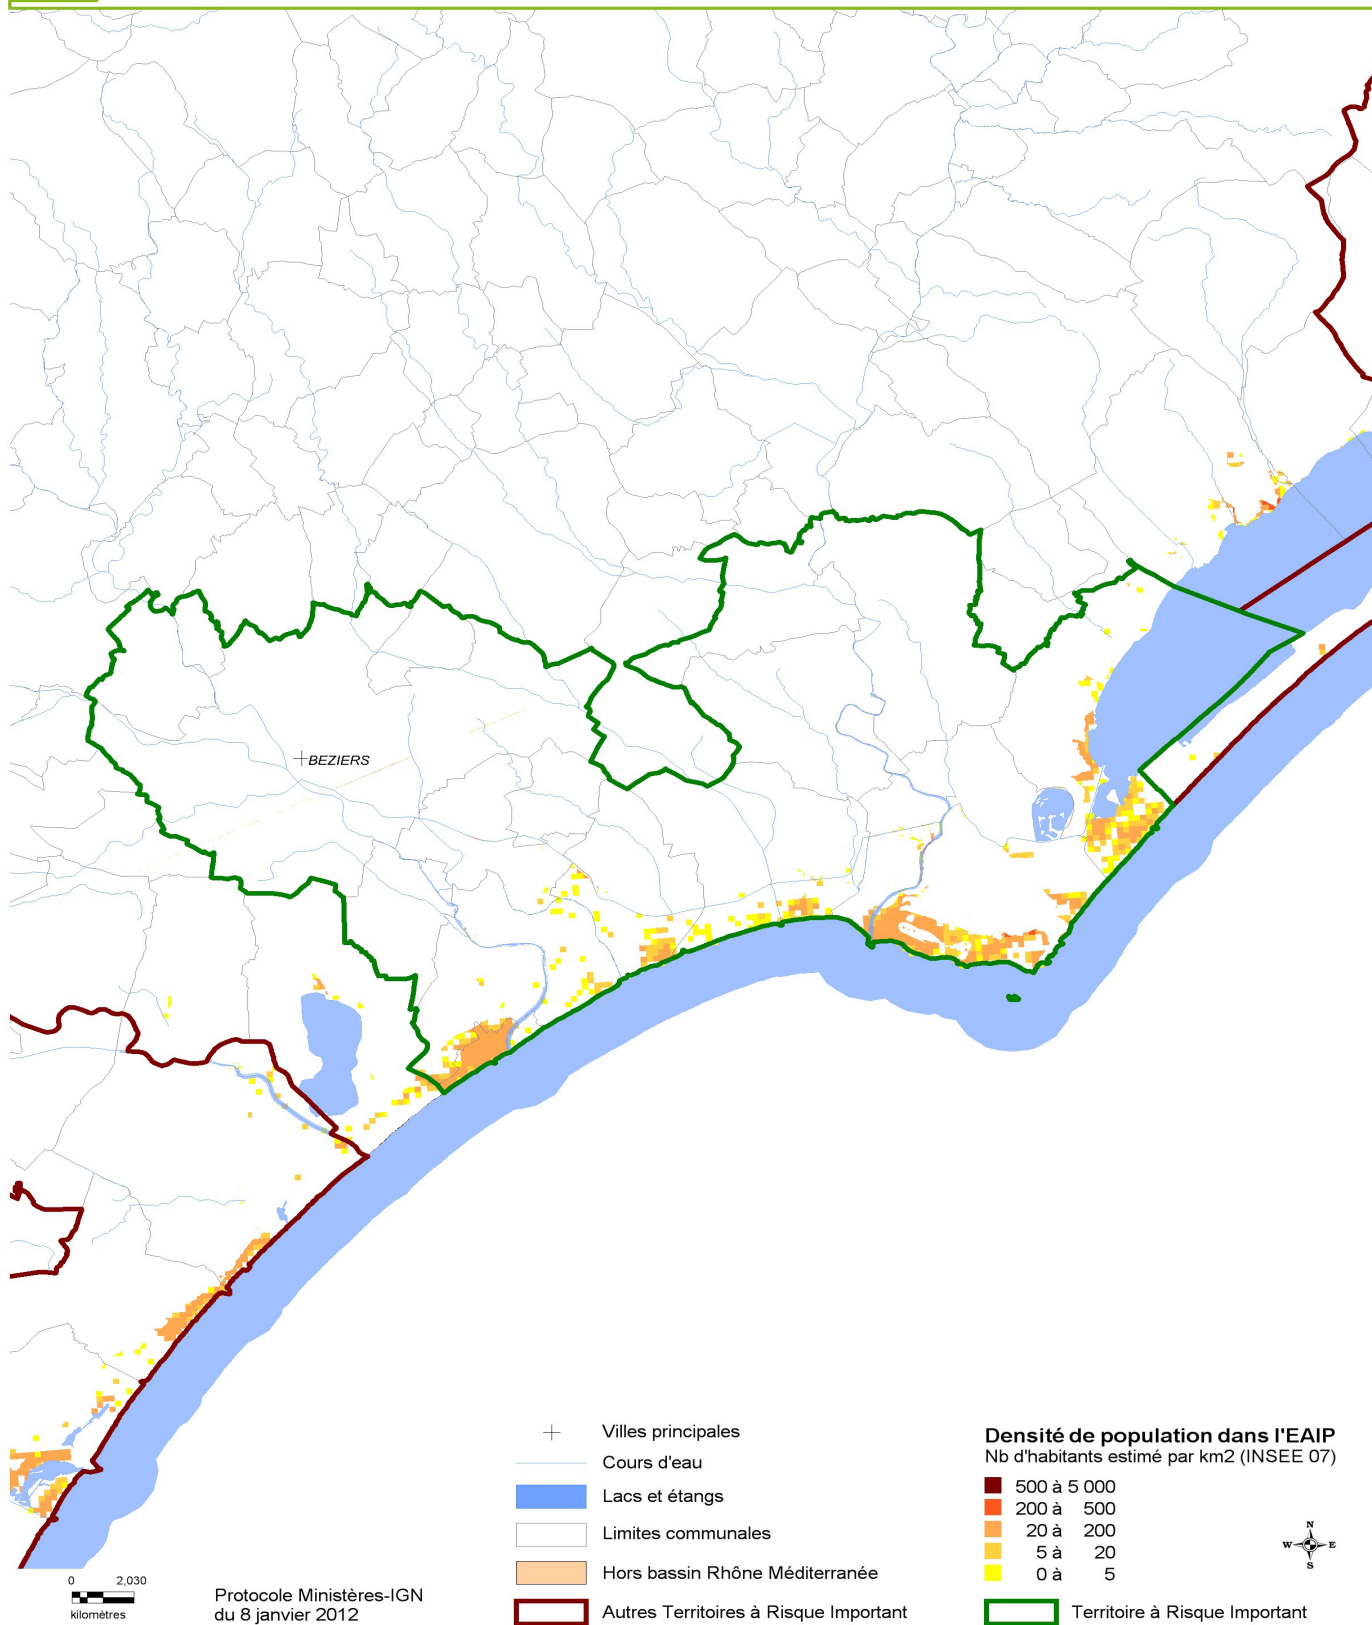 BEZIERS
Villes principales
Cours d'eau
Lacs et étangs
Limites communales
Hors bassin Rhône Méditerranée
Autres Territoires à Risque Important
Densité de population dans l'EAIP
Nb d'habitants estimé par km2 (INSEE 07)
500 à 5 000
200 à 500
20 à 200
5 à 20
0 à 5
Territoire à Risque Important
N
W E
S
0 2,030
kilomètres
Protocole Ministères-IGN
du 8 janvier 2012